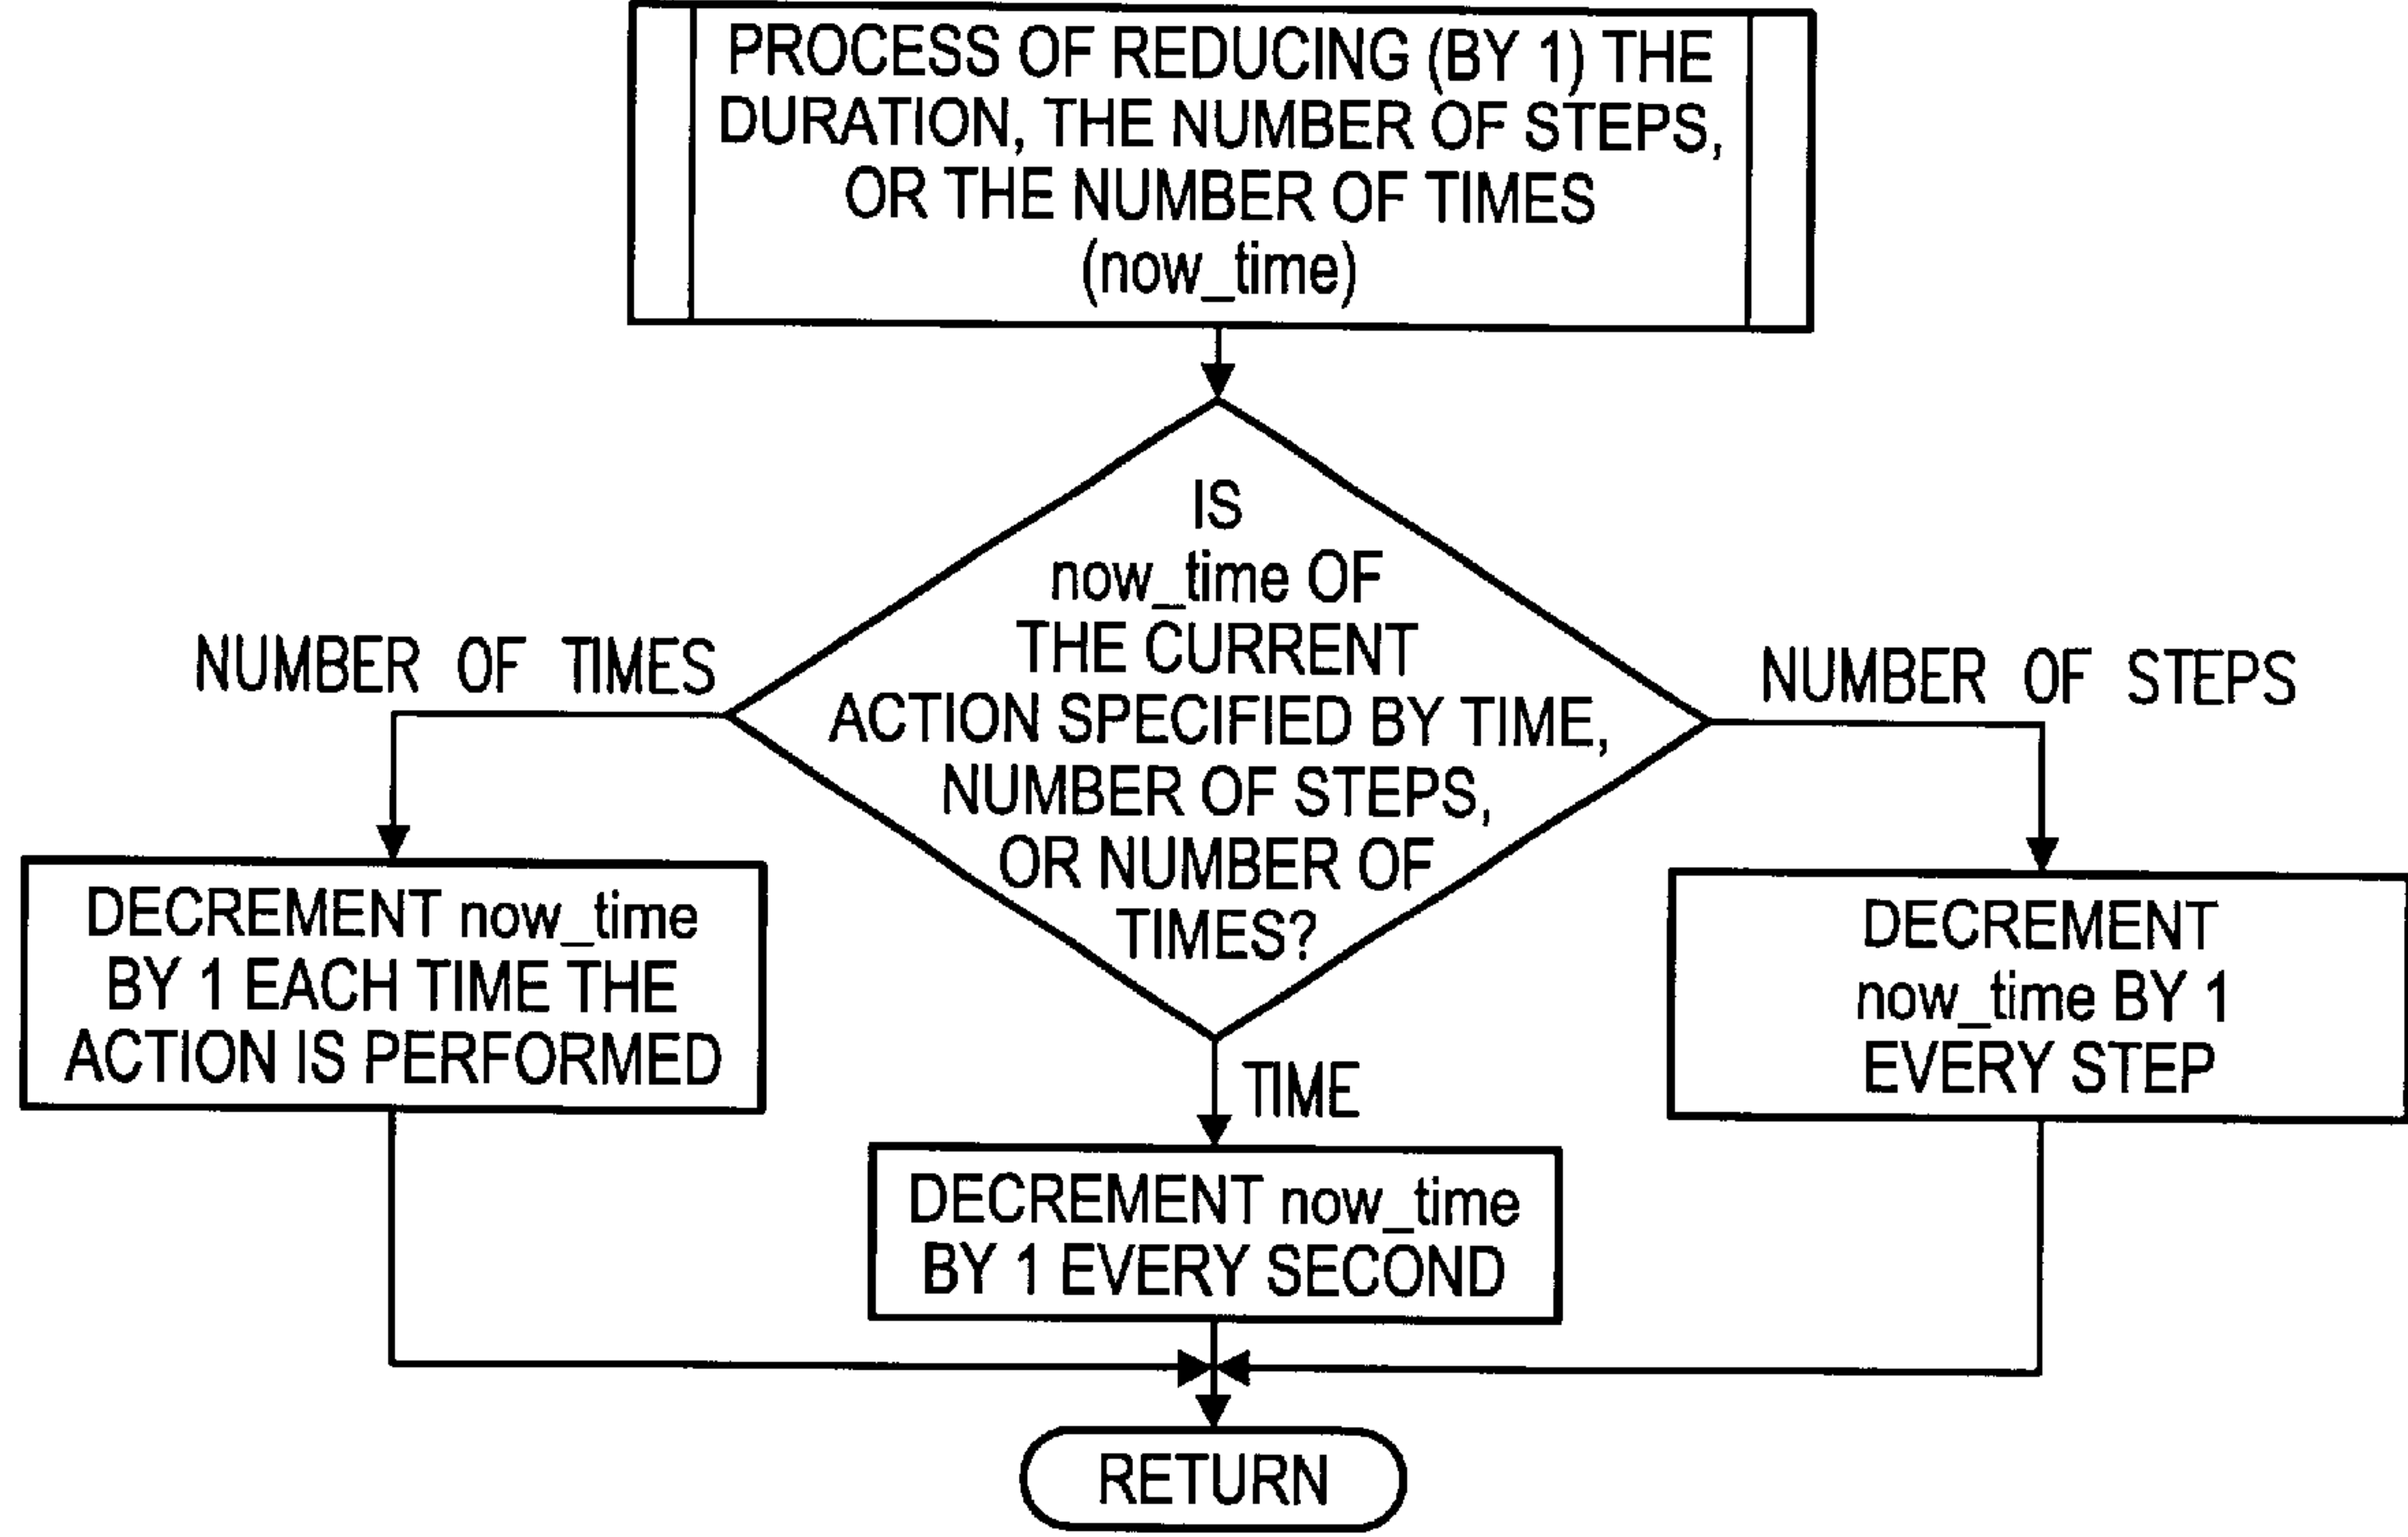 PROCESS OF REDUCING (BY 1) THE
DURATION, THE NUMBER OF STEPS,
OR THE NUMBER OF TIMES
(now_time)
IS
now_time OF
THE CURRENT
ACTION SPECIFIED BY TIME,
NUMBER OF STEPS,
OR NUMBER OF
TIMES?
NUMBER OF TIMES
NUMBER OF STEPS
DECREMENT now_time
BY 1 EACH TIME THE
ACTION IS PERFORMED
TIME
DECREMENT now_time
BY 1 EVERY SECOND
DECREMENT
now_time BY 1
EVERY STEP
RETURN